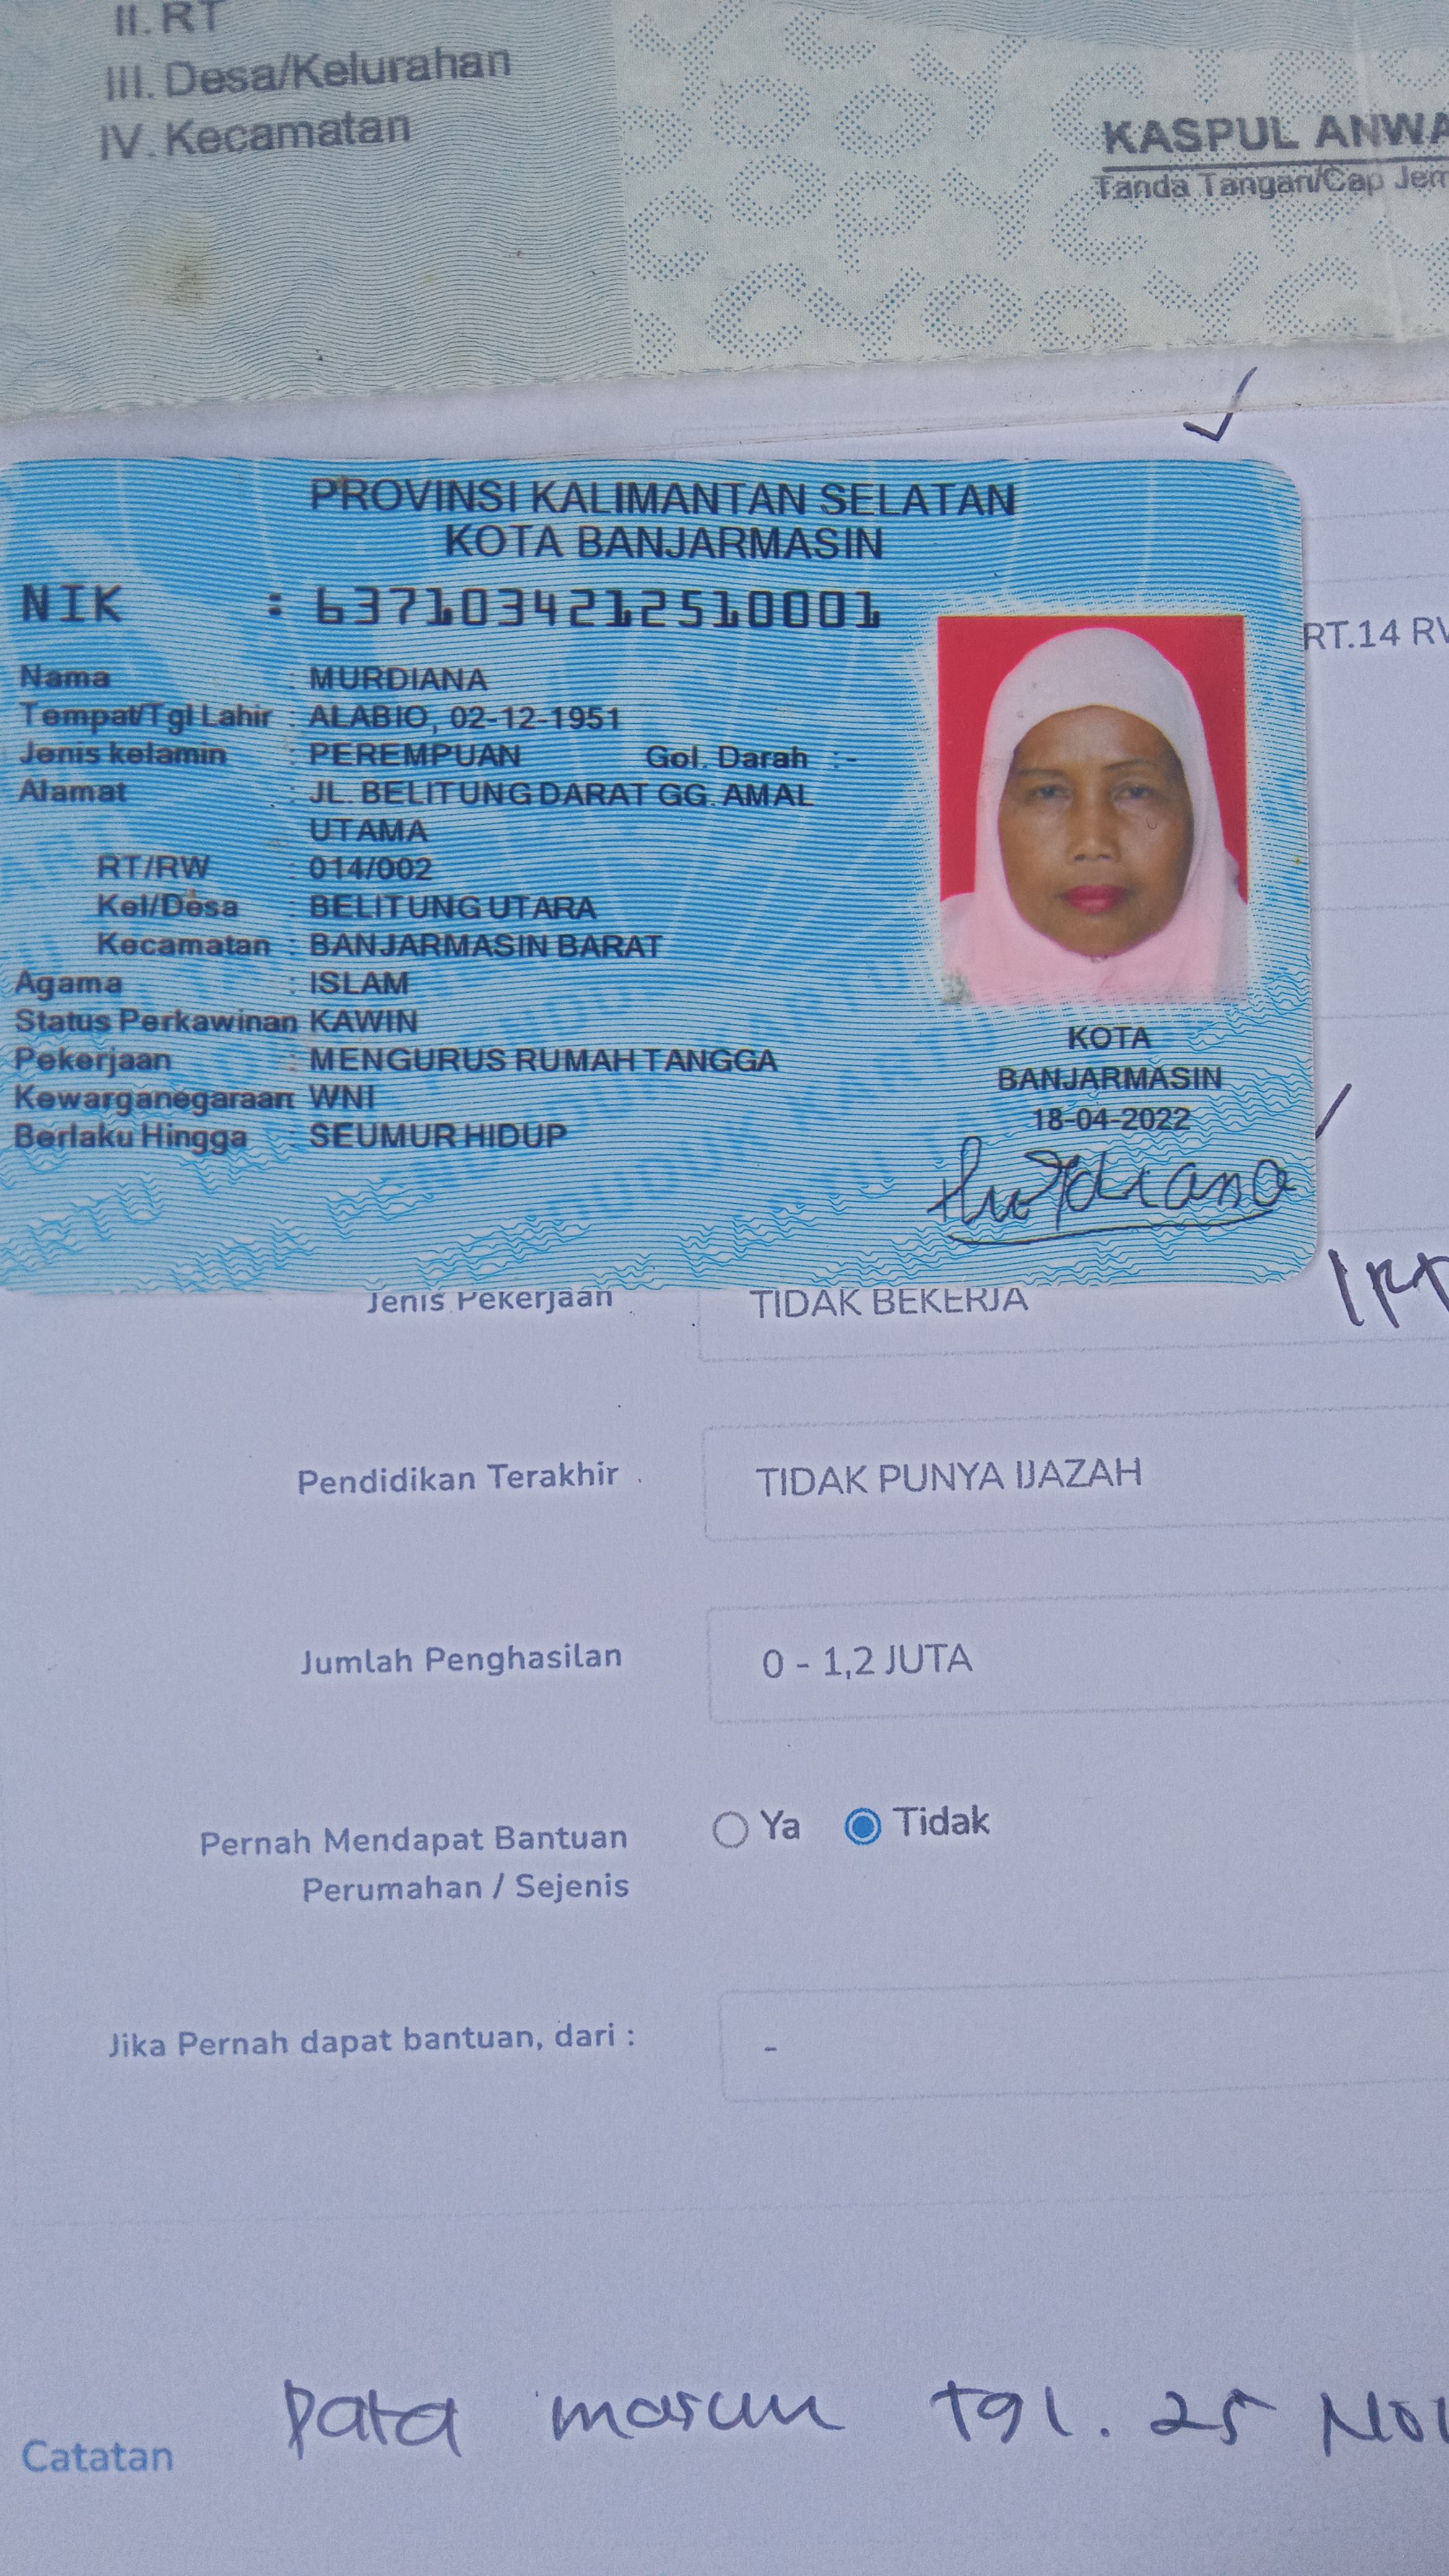 II. RT
III. Desa/Kelurahan
IV. Kecamatan
KASPUL ANWA
Tanda Tangan/Cap Jem
PROVINSI KALIMANTAN SELATAN
KOTA BANJARMASIN
NIK : 6371034212510001
Nama : MURDIANA
Tempat/Tgl Lahir : ALABIO, 02-12-1951
Jenis kelamin : PEREMPUAN Gol. Darah : -
Alamat : JL. BELITUNG DARAT GG. AMAL
UTAMA
RT/RW : 014/002
Kel/Desa : BELITUNG UTARA
Kecamatan : BANJARMASIN BARAT
Agama : ISLAM
Status Perkawinan KAWIN
Pekerjaan : MENGURUS RUMAH TANGGA
Kewarganegaraan: WNI
Berlaku Hingga : SEUMUR HIDUP
KOTA
BANJARMASIN
18-04-2022
Murdiana
RT.14 RW
Jenis Pekerjaan TIDAK BEKERJA
Pendidikan Terakhir TIDAK PUNYA IJAZAH
Jumlah Penghasilan 0 - 1,2 JUTA
Pernah Mendapat Bantuan Ya Tidak
Perumahan / Sejenis
Jika Pernah dapat bantuan, dari : -
Catatan Data masuk tgl. 25 Nov